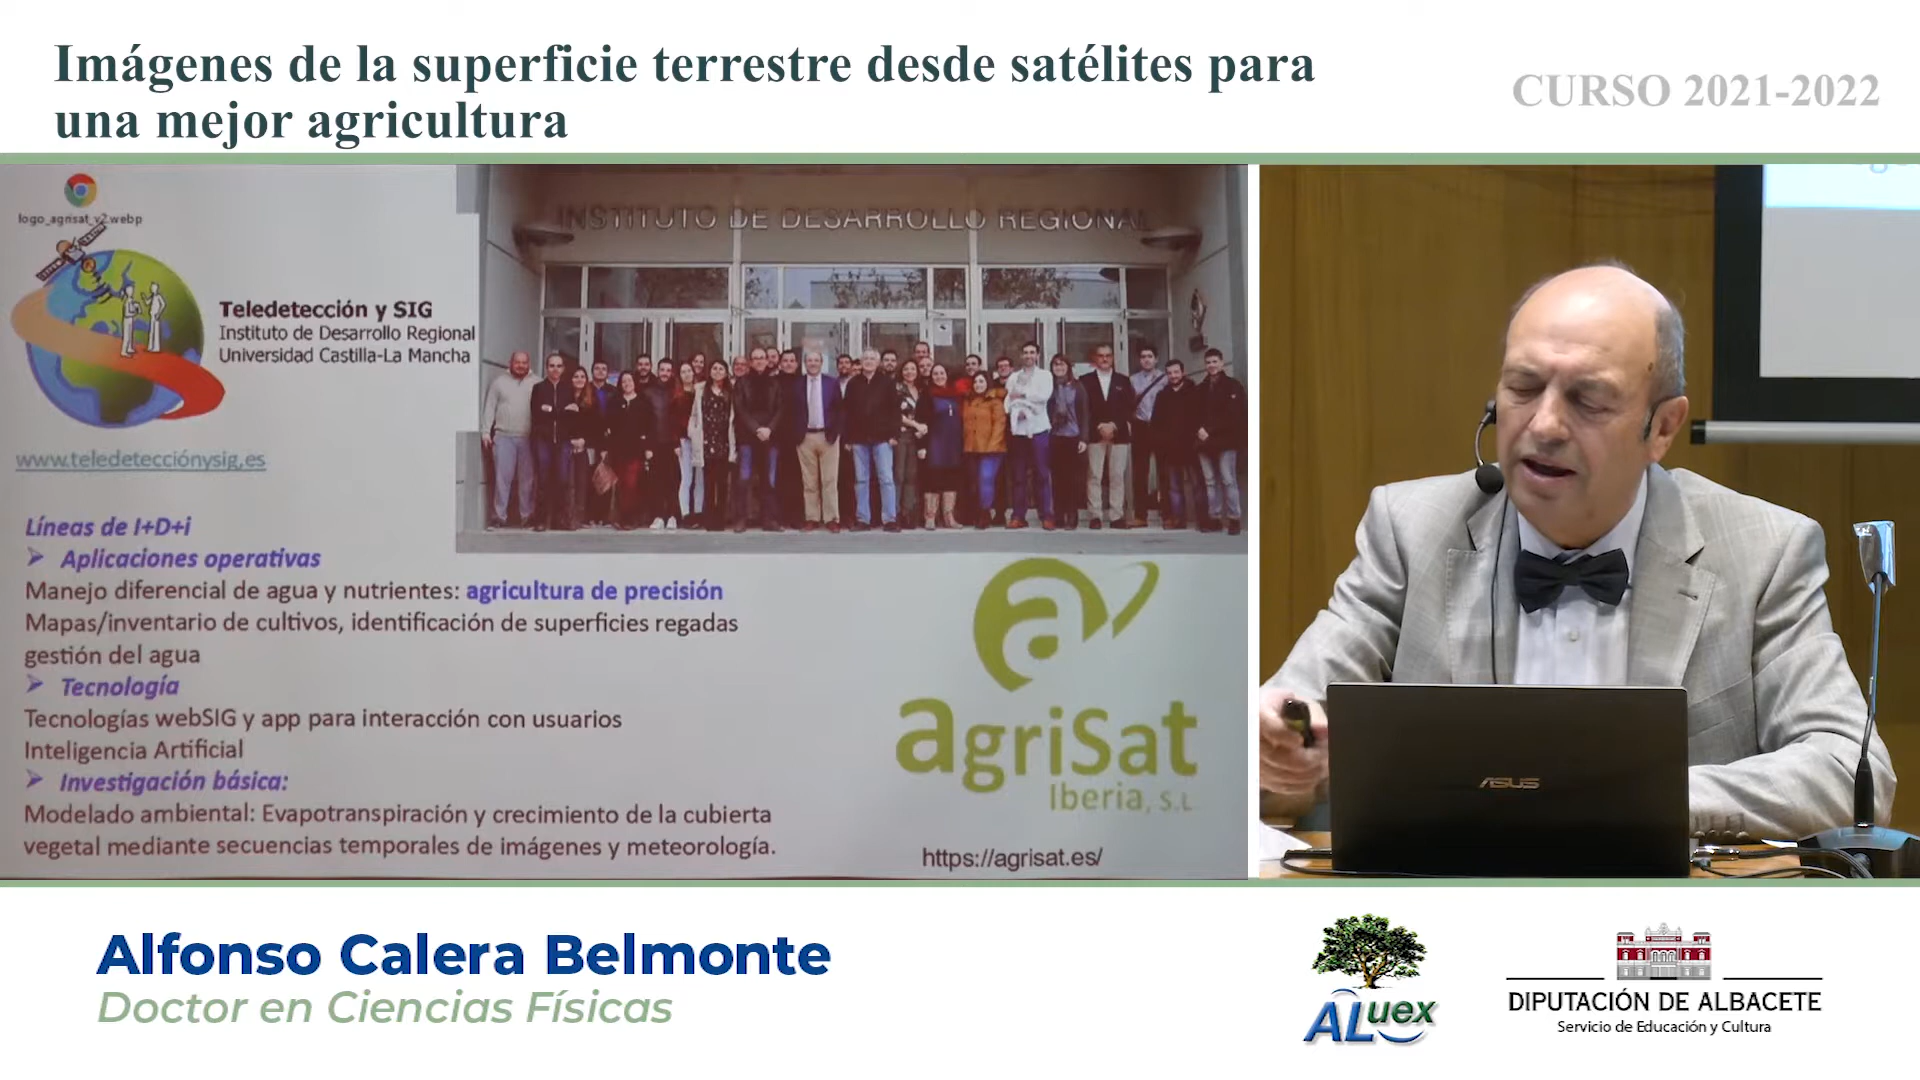 Imágenes de la superficie terrestre desde satélites para
una mejor agricultura
CURSO 2021-2022
logo_agrisat_v2.webp
INSTITUTO DE DESARROLLO REGIONAL
Teledetección y SIG
Instituto de Desarrollo Regional
Universidad Castilla-La Mancha
www.teledetecciónysig,es
Líneas de I+D+i
➢ Aplicaciones operativas
Manejo diferencial de agua y nutrientes: agricultura de precisión
Mapas/inventario de cultivos, identificación de superficies regadas
gestión del agua
➢ Tecnología
Tecnologías webSIG y app para interacción con usuarios
Inteligencia Artificial
➢ Investigación básica:
Modelado ambiental: Evapotranspiración y crecimiento de la cubierta
vegetal mediante secuencias temporales de imágenes y meteorología.
a
agriSat
Iberia, S.L
https://agrisat.es/
ASUS
Alfonso Calera Belmonte
Doctor en Ciencias Físicas
ALuex
DIPUTACIÓN DE ALBACETE
Servicio de Educación y Cultura